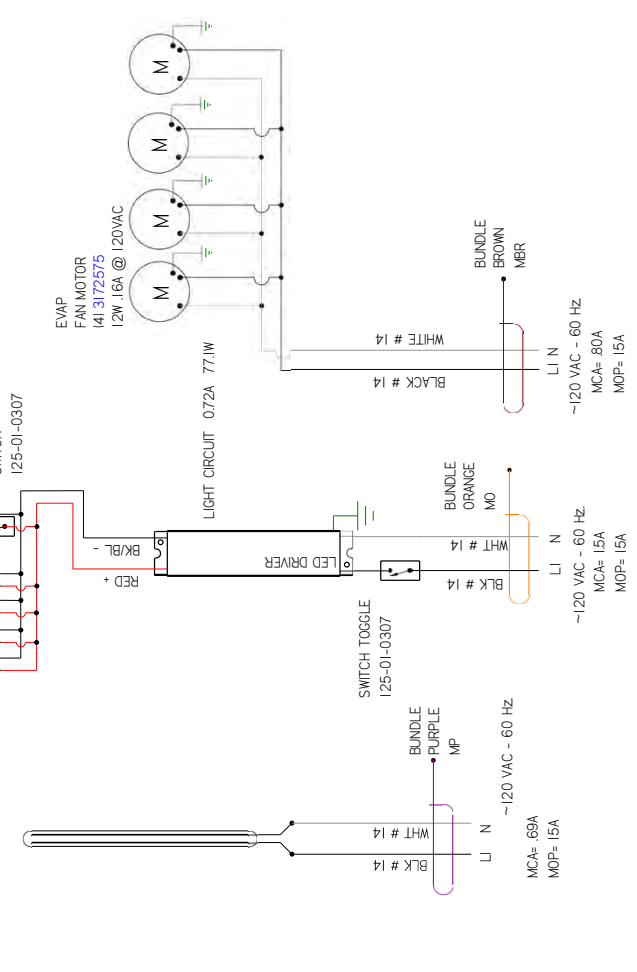 EVAP
FAN MOTOR
(4) 3172575
12W .16A @ 120VAC
M
M
M
M
125-01-0307
LIGHT CIRCUIT 0.72A 77.1W
BK/BL -
RED +
LED DRIVER
SWITCH TOGGLE
125-01-0307
WHITE # 14
BLACK # 14
BUNDLE
BROWN
MBR
L1 N
~120 VAC - 60 HZ
MCA= .80A
MOP= 15A
WHT # 14
BLK # 14
BUNDLE
ORANGE
MO
L1 N
~120 VAC - 60 HZ.
MCA= 1.5A
MOP= 15A
WHT # 14
BLK # 14
BUNDLE
PURPLE
MP
L1 N
~120 VAC - 60 HZ
MCA= .69A
MOP= 15A